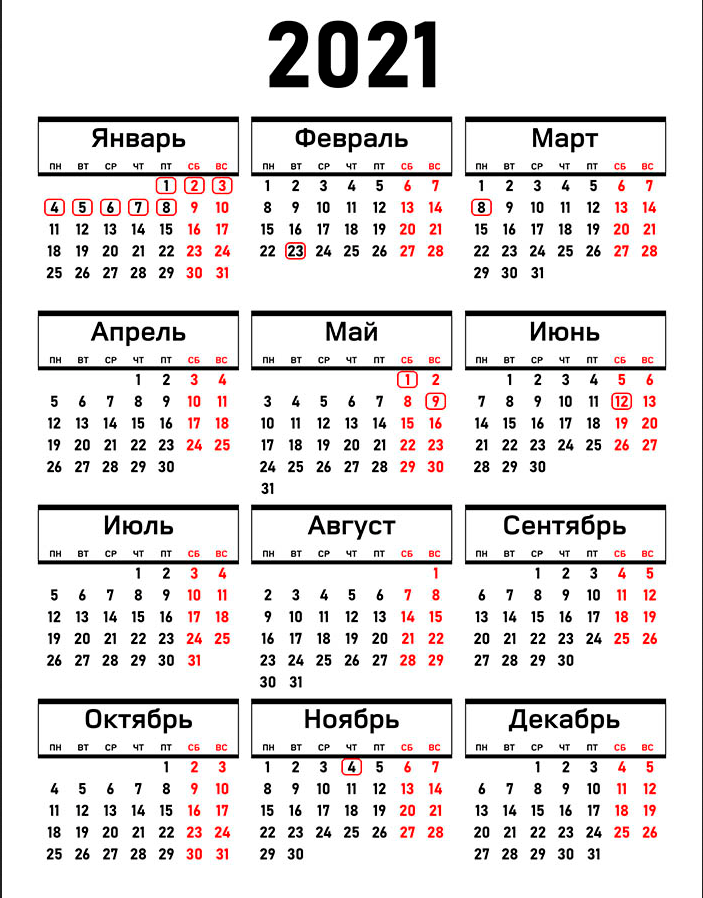 2021
Январь
ПН ВТ СР ЧТ ПТ СБ ВС
1 2 3
4 5 6 7 8 9 10
11 12 13 14 15 16 17
18 19 20 21 22 23 24
25 26 27 28 29 30 31
Февраль
ПН ВТ СР ЧТ ПТ СБ ВС
1 2 3 4 5 6 7
8 9 10 11 12 13 14
15 16 17 18 19 20 21
22 23 24 25 26 27 28
Март
ПН ВТ СР ЧТ ПТ СБ ВС
1 2 3 4 5 6 7
8 9 10 11 12 13 14
15 16 17 18 19 20 21
22 23 24 25 26 27 28
29 30 31
Апрель
ПН ВТ СР ЧТ ПТ СБ ВС
1 2 3 4
5 6 7 8 9 10 11
12 13 14 15 16 17 18
19 20 21 22 23 24 25
26 27 28 29 30
Май
ПН ВТ СР ЧТ ПТ СБ ВС
1 2
3 4 5 6 7 8 9
10 11 12 13 14 15 16
17 18 19 20 21 22 23
24 25 26 27 28 29 30
31
Июнь
ПН ВТ СР ЧТ ПТ СБ ВС
1 2 3 4 5 6
7 8 9 10 11 12 13
14 15 16 17 18 19 20
21 22 23 24 25 26 27
28 29 30
Июль
ПН ВТ СР ЧТ ПТ СБ ВС
1 2 3 4
5 6 7 8 9 10 11
12 13 14 15 16 17 18
19 20 21 22 23 24 25
26 27 28 29 30 31
Август
ПН ВТ СР ЧТ ПТ СБ ВС
1
2 3 4 5 6 7 8
9 10 11 12 13 14 15
16 17 18 19 20 21 22
23 24 25 26 27 28 29
30 31
Сентябрь
ПН ВТ СР ЧТ ПТ СБ ВС
1 2 3 4 5
6 7 8 9 10 11 12
13 14 15 16 17 18 19
20 21 22 23 24 25 26
27 28 29 30
Октябрь
ПН ВТ СР ЧТ ПТ СБ ВС
1 2 3
4 5 6 7 8 9 10
11 12 13 14 15 16 17
18 19 20 21 22 23 24
25 26 27 28 29 30 31
Ноябрь
ПН ВТ СР ЧТ ПТ СБ ВС
1 2 3 4 5 6 7
8 9 10 11 12 13 14
15 16 17 18 19 20 21
22 23 24 25 26 27 28
29 30
Декабрь
ПН ВТ СР ЧТ ПТ СБ ВС
1 2 3 4 5
6 7 8 9 10 11 12
13 14 15 16 17 18 19
20 21 22 23 24 25 26
27 28 29 30 31